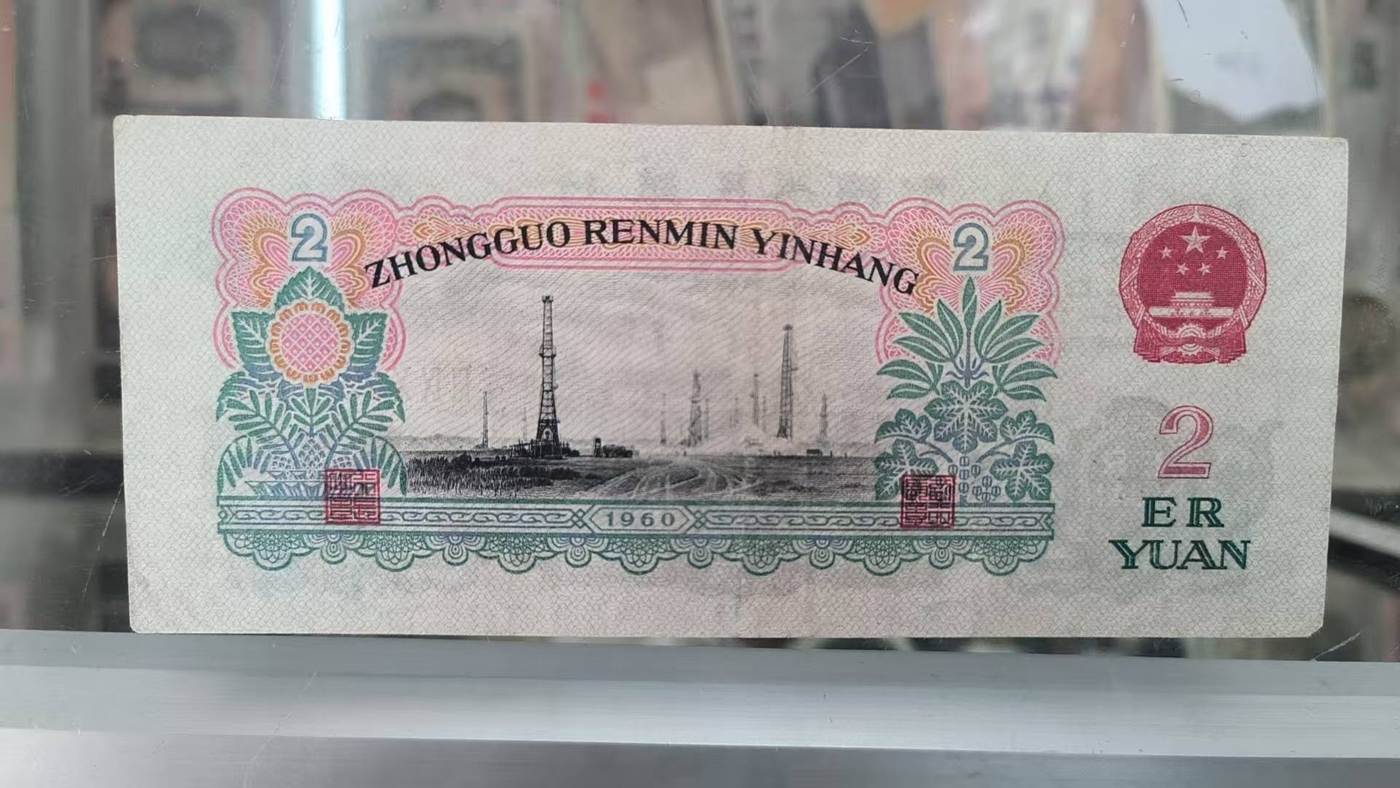 2
2
ZHONGGUO RENMIN YINHANG
1960
2
ER
YUAN